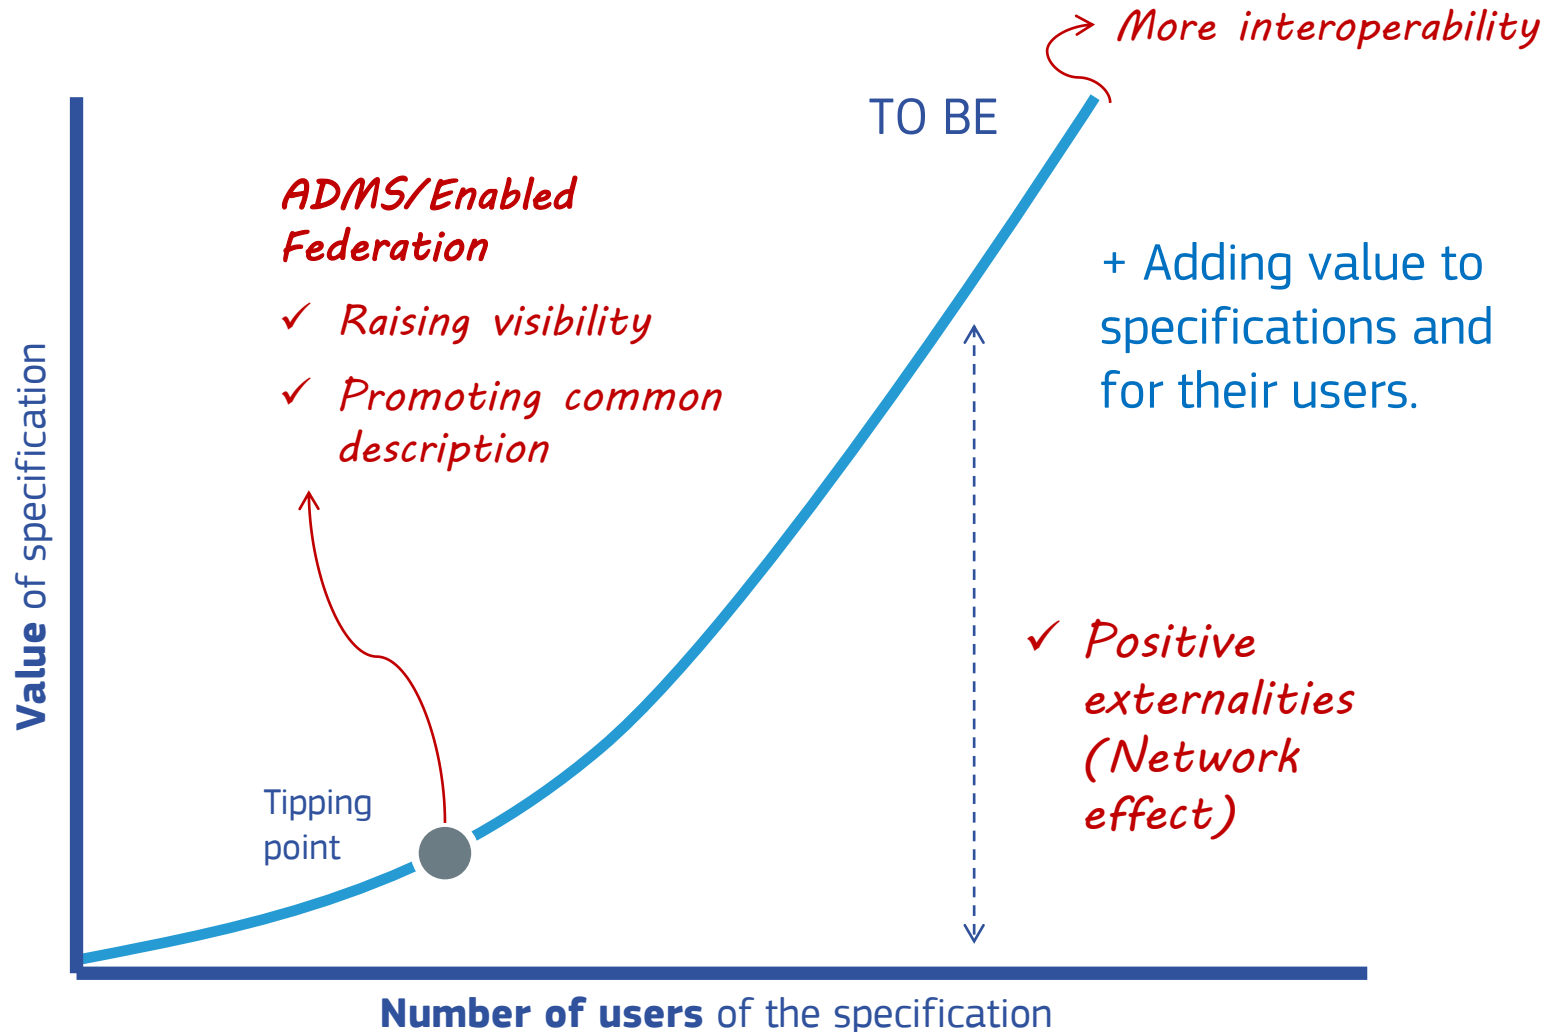 More interoperability
TO BE
ADMS/Enabled
Federation
✓ Raising visibility
✓ Promoting common
description
+ Adding value to
specifications and
for their users.
Value of specification
✓ Positive
externalities
(Network
effect)
Tipping
point
Number of users of the specification